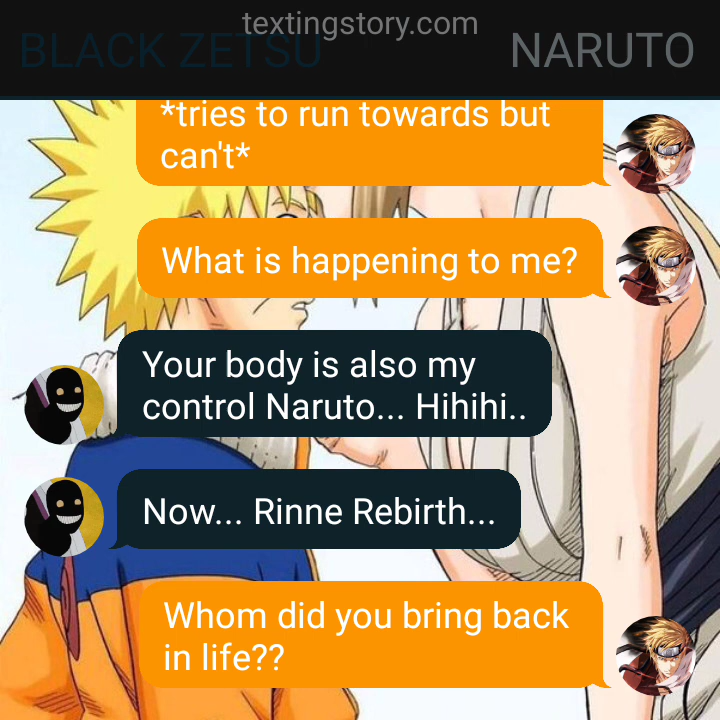 textingstory.com
BLACK ZETSU
NARUTO
*tries to run towards but
can't*
What is happening to me?
Your body is also my
control Naruto... Hihihi..
Now... Rinne Rebirth...
Whom did you bring back
in life??